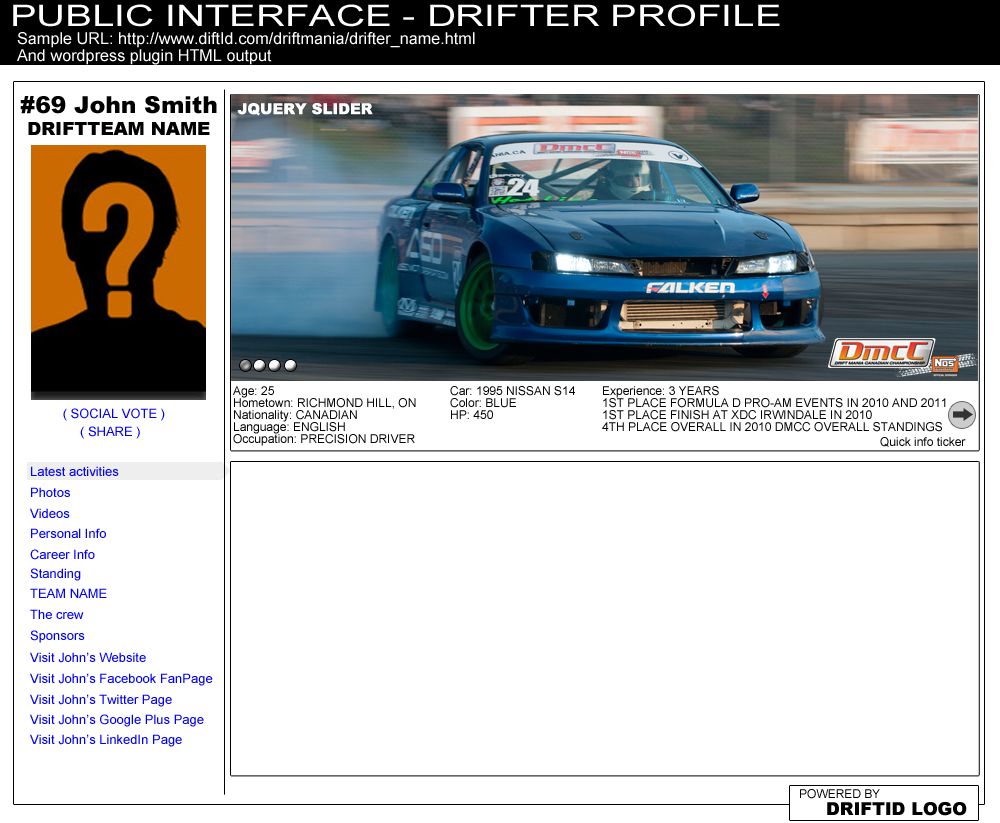 PUBLIC INTERFACE - DRIFTER PROFILE
Sample URL: http://www.diftld.com/driftmania/drifter_name.html
And wordpress plugin HTML output
#69 John Smith
DRIFTTEAM NAME
?
( SOCIAL VOTE )
( SHARE )
Latest activities
Photos
Videos
Personal Info
Career Info
Standing
TEAM NAME
The crew
Sponsors
Visit John's Website
Visit John's Facebook FanPage
Visit John's Twitter Page
Visit John's Google Plus Page
Visit John's LinkedIn Page
JQUERY SLIDER
DmcC
24
FALKEN
DmcC
DRIFT MANIA CANADIAN CHAMPIONSHIP
NOS
Age: 25
Hometown: RICHMOND HILL, ON
Nationality: CANADIAN
Language: ENGLISH
Occupation: PRECISION DRIVER
Car: 1995 NISSAN S14
Color: BLUE
HP: 450
Experience: 3 YEARS
1ST PLACE FORMULA D PRO-AM EVENTS IN 2010 AND 2011
1ST PLACE FINISH AT XDC IRWINDALE IN 2010
4TH PLACE OVERALL IN 2010 DMCC OVERALL STANDINGS
Quick info ticker
POWERED BY
DRIFTID LOGO